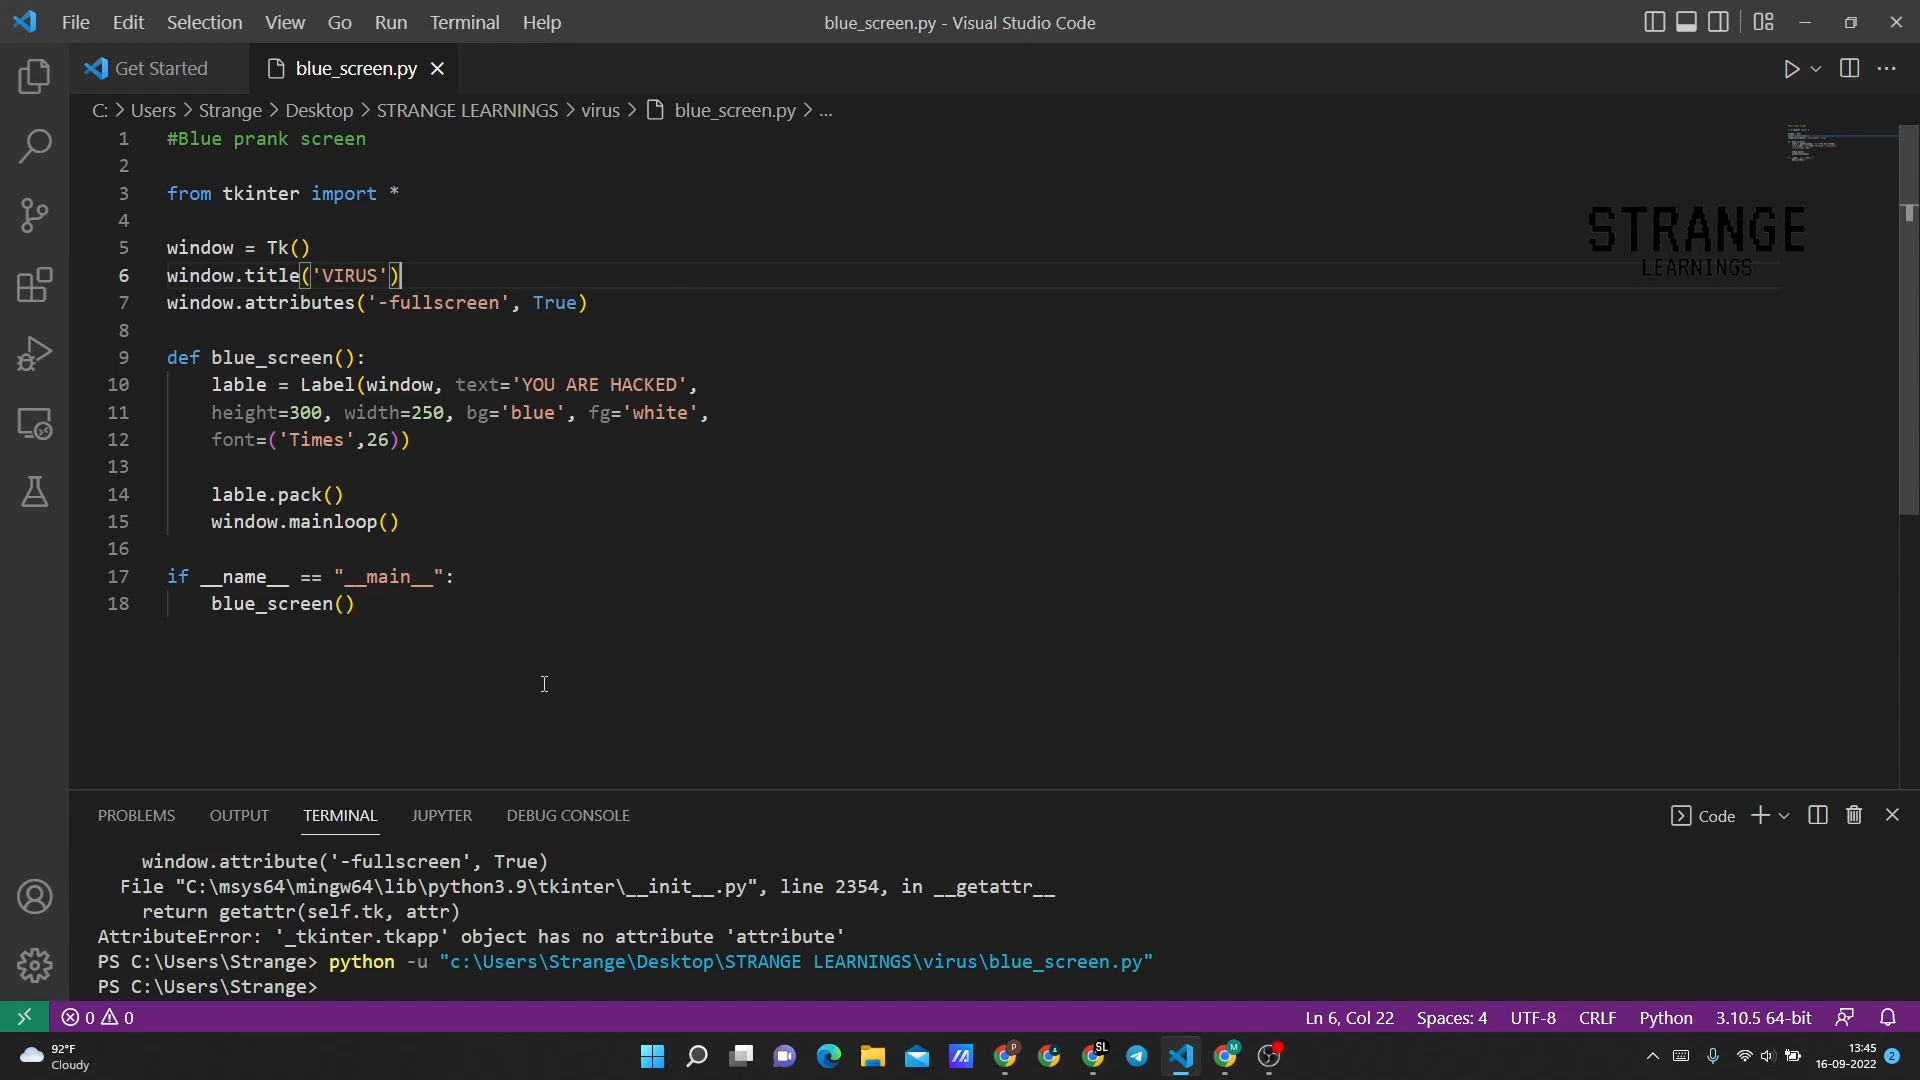 File Edit Selection View Go Run Terminal Help
blue_screen.py - Visual Studio Code
Get Started
blue_screen.py
C: > Users > Strange > Desktop > STRANGE LEARNINGS > virus > blue_screen.py > ...
1 #Blue prank screen
2
3 from tkinter import *
4
5 window = Tk()
6 window.title('VIRUS')
7 window.attributes('-fullscreen', True)
8
9 def blue_screen():
10 lable = Label(window, text='YOU ARE HACKED',
11 height=300, width=250, bg='blue', fg='white',
12 font=('Times',26))
13
14 lable.pack()
15 window.mainloop()
16
17 if __name__ == "__main__":
18 blue_screen()
STRANGE
LEARNINGS
PROBLEMS OUTPUT TERMINAL JUPYTER DEBUG CONSOLE
Code
window.attribute('-fullscreen', True)
File "C:\msys64\mingw64\lib\python3.9\tkinter\__init__.py", line 2354, in __getattr__
return getattr(self.tk, attr)
AttributeError: '_tkinter.tkapp' object has no attribute 'attribute'
PS C:\Users\Strange> python -u "c:\Users\Strange\Desktop\STRANGE LEARNINGS\virus\blue_screen.py"
PS C:\Users\Strange>
0 0
Ln 6, Col 22 Spaces: 4 UTF-8 CRLF Python 3.10.5 64-bit
92°F
Cloudy
P
SL
M
13:45
16-09-2022
2